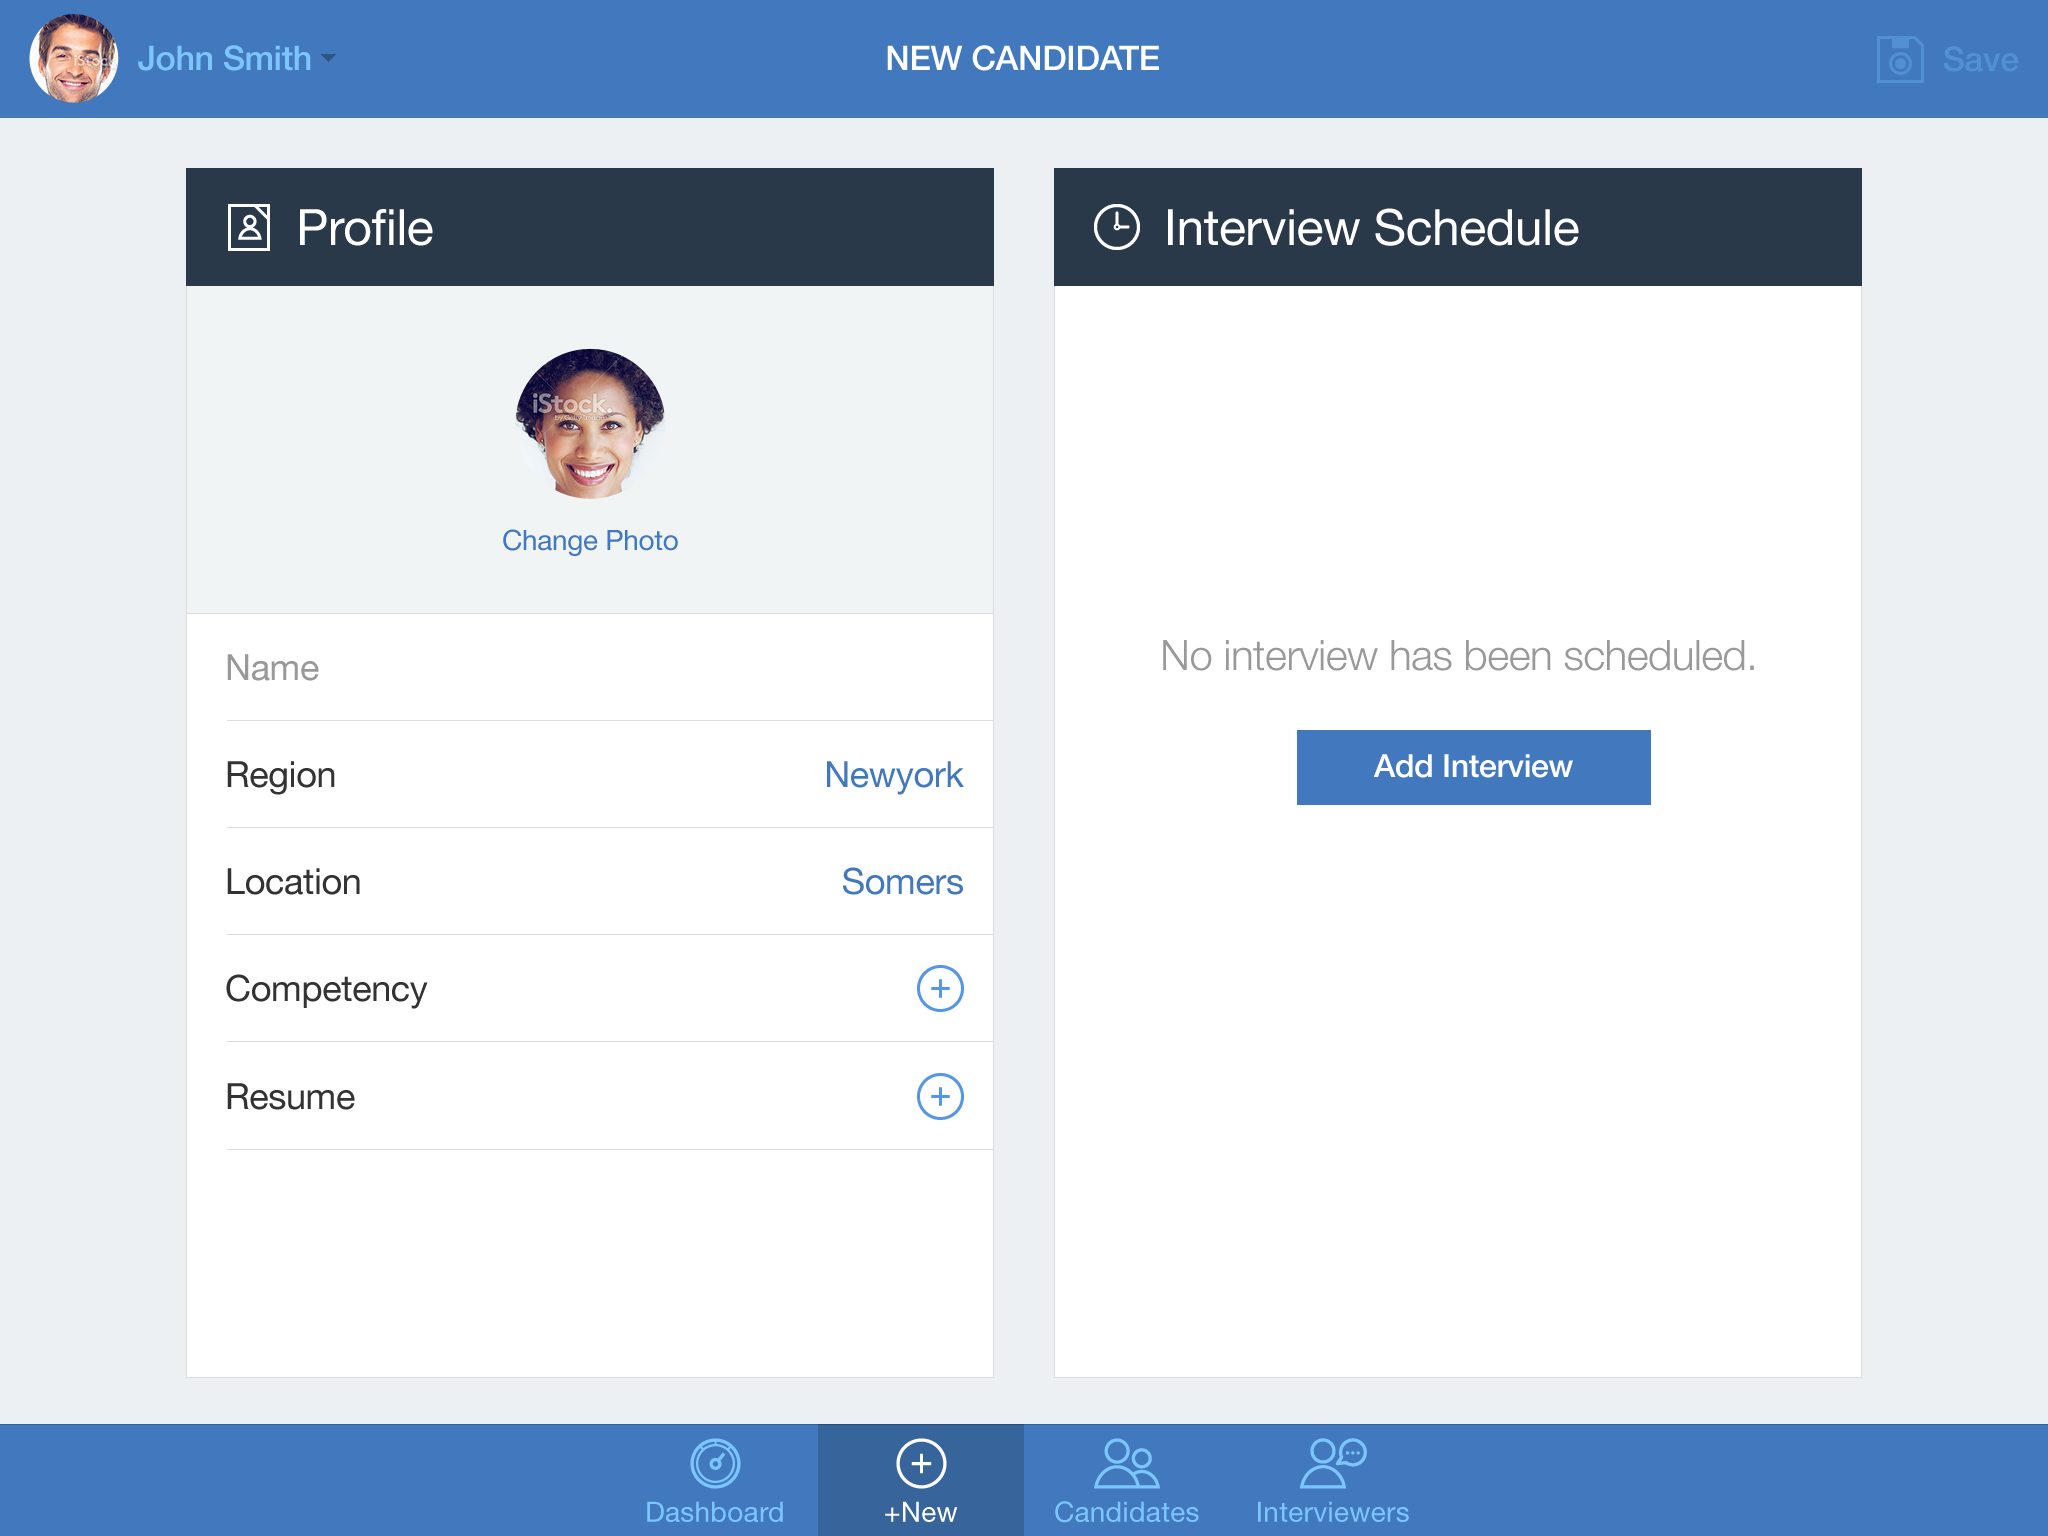 John Smith
NEW CANDIDATE
Save
Profile
iStock.
Change Photo
Name
Region
Newyork
Location
Somers
Competency
Resume
Interview Schedule
No interview has been scheduled.
Add Interview
Dashboard
+New
Candidates
Interviewers